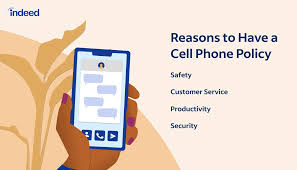 indeed
Reasons to Have a
Cell Phone Policy
Safety
Customer Service
Productivity
Security